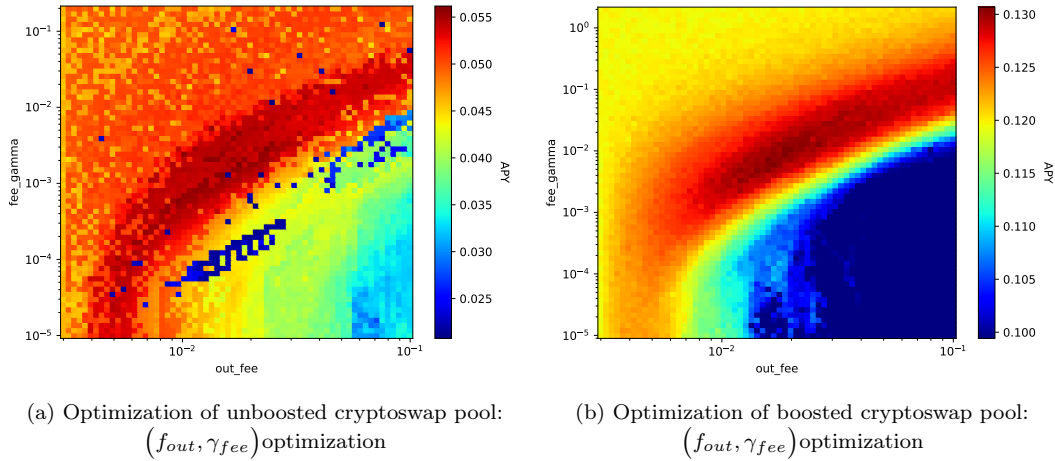 10⁻¹
10⁻²
10⁻³
10⁻⁴
10⁻⁵
fee_gamma
10⁻²
10⁻¹
out_fee
0.055
0.050
0.045
0.040
0.035
0.030
0.025
APY
10⁰
10⁻¹
10⁻²
10⁻³
10⁻⁴
10⁻⁵
fee_gamma
10⁻²
10⁻¹
out_fee
0.130
0.125
0.120
0.115
0.110
0.105
0.100
APY
(a) Optimization of unboosted cryptoswap pool:
(f_out, γ_fee)optimization
(b) Optimization of boosted cryptoswap pool:
(f_out, γ_fee)optimization